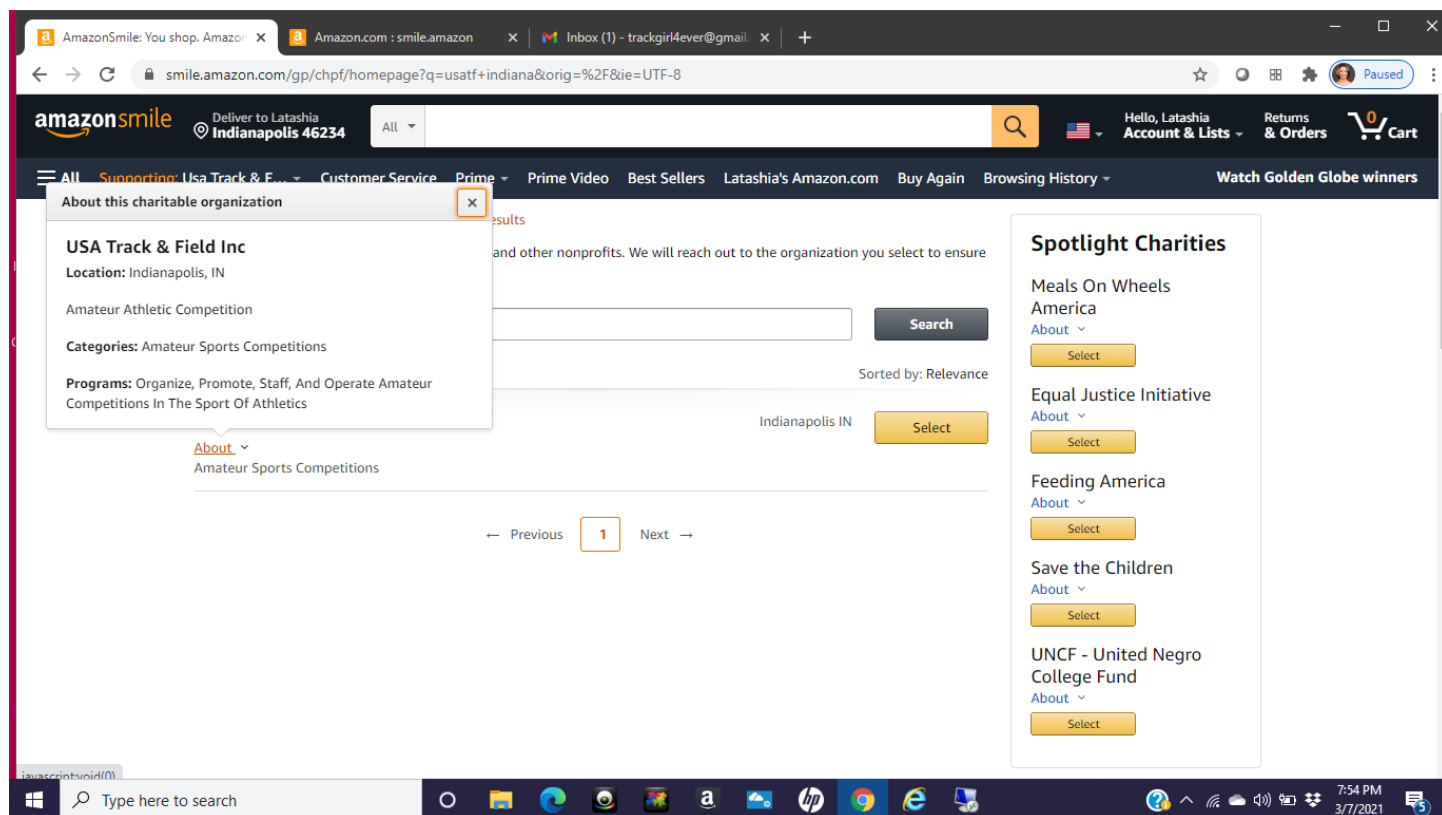 AmazonSmile: You shop. Amazon
Amazon.com : smile.amazon
Inbox (1) - trackgirl4ever@gmail.
smile.amazon.com/gp/chpf/homepage?q=usatf+indiana&orig=%2F&ie=UTF-8
Paused
amazonsmile
Deliver to Latashia
Indianapolis 46234
All
Hello, Latashia
Account & Lists
Returns
& Orders
0
Cart
All Supporting: Usa Track & F... Customer Service Prime Prime Video Best Sellers Latashia's Amazon.com Buy Again Browsing History Watch Golden Globe winners
About this charitable organization
USA Track & Field Inc
Location: Indianapolis, IN
Amateur Athletic Competition
Categories: Amateur Sports Competitions
Programs: Organize, Promote, Staff, And Operate Amateur
Competitions In The Sport Of Athletics
and other nonprofits. We will reach out to the organization you select to ensure
Search
Sorted by: Relevance
Indianapolis IN
Select
About
Amateur Sports Competitions
← Previous 1 Next →
Spotlight Charities
Meals On Wheels
America
About
Select
Equal Justice Initiative
About
Select
Feeding America
About
Select
Save the Children
About
Select
UNCF - United Negro
College Fund
About
Select
javascript:void(0)
Type here to search
7:54 PM
3/7/2021
5